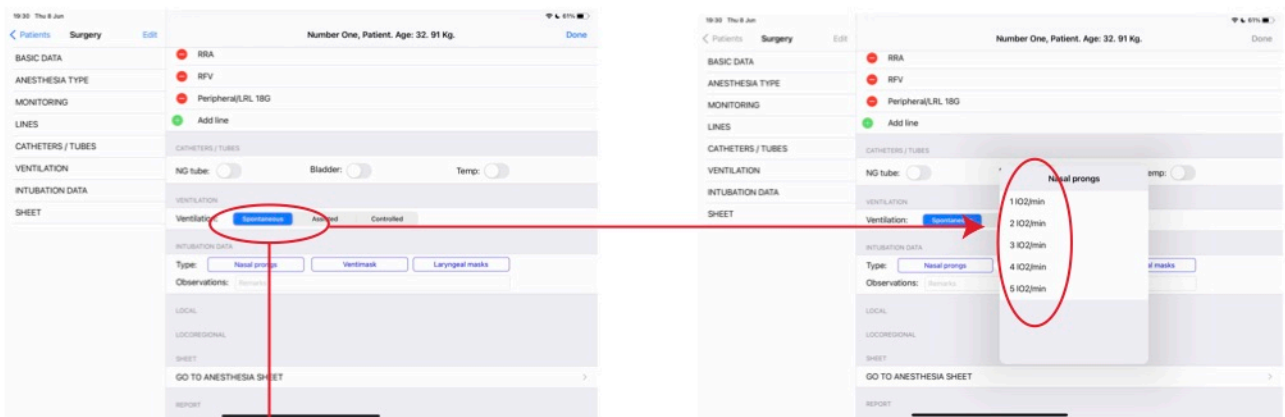 19:30 Thu 8 Jun
61%
Patients Surgery Edit
Number One, Patient. Age: 32. 91 Kg.
Done
BASIC DATA
ANESTHESIA TYPE
MONITORING
LINES
CATHETERS / TUBES
VENTILATION
INTUBATION DATA
SHEET
RRA
RFV
Peripheral/LRL 18G
Add line
CATHETERS / TUBES
NG tube: Bladder: Temp:
VENTILATION
Ventilation: Spontaneous Assisted Controlled
INTUBATION DATA
Type: Nasal prongs Ventimask Laryngeal masks
Observations: Remarks
LOCAL
LOCOREGIONAL
SHEET
GO TO ANESTHESIA SHEET
REPORT
19:30 Thu 8 Jun
61%
Patients Surgery Edit
Number One, Patient. Age: 32. 91 Kg.
Done
BASIC DATA
ANESTHESIA TYPE
MONITORING
LINES
CATHETERS / TUBES
VENTILATION
INTUBATION DATA
SHEET
RRA
RFV
Peripheral/LRL 18G
Add line
CATHETERS / TUBES
NG tube: emp:
VENTILATION
Ventilation: Spontane
INTUBATION DATA
Type: Nasal prongs al masks
Observations: Remarks
Nasal prongs
1 lO2/min
2 lO2/min
3 lO2/min
4 lO2/min
5 lO2/min
LOCAL
LOCOREGIONAL
SHEET
GO TO ANESTHESIA SHEET
REPORT